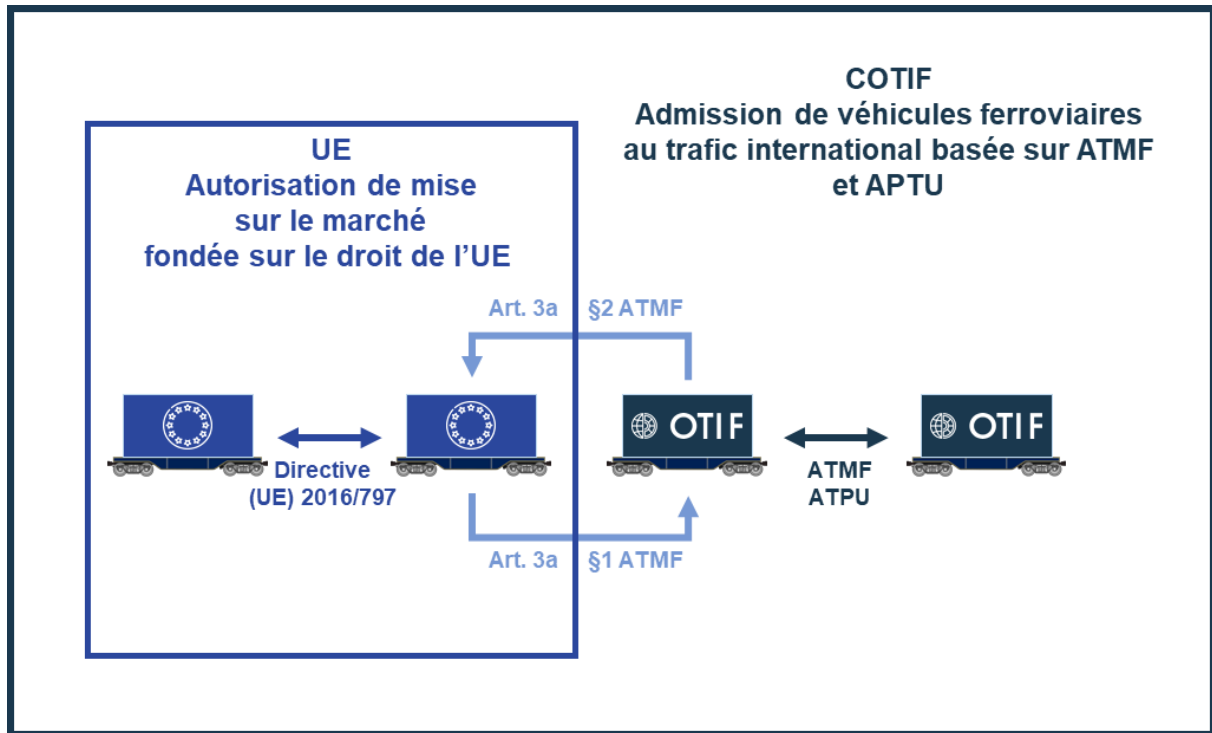 COTIF
Admission de véhicules ferroviaires
au trafic international basée sur ATMF
et APTU
UE
Autorisation de mise
sur le marché
fondée sur le droit de l'UE
Art. 3a §2 ATMF
OTIF
OTIF
Directive
(UE) 2016/797
ATMF
ATPU
Art. 3a §1 ATMF